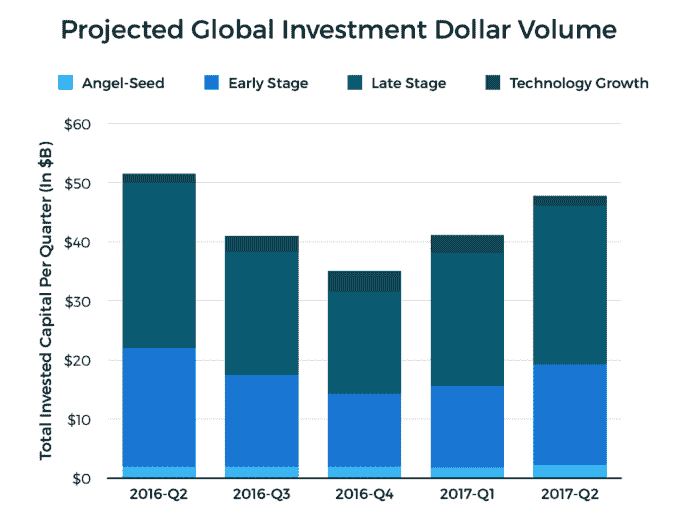 Projected Global Investment Dollar Volume
Angel-Seed Early Stage Late Stage Technology Growth
Total Invested Capital Per Quarter (In $B)
$60
$50
$40
$30
$20
$10
$0
2016-Q2 2016-Q3 2016-Q4 2017-Q1 2017-Q2